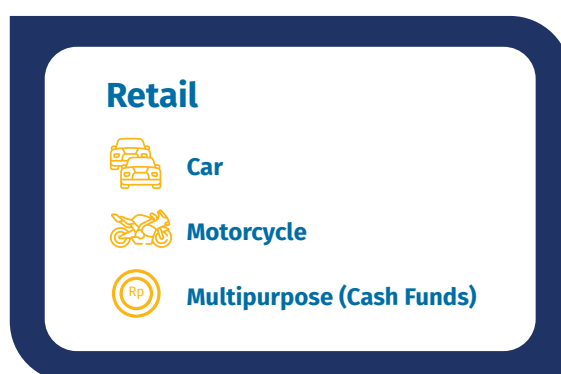 Retail
Car
Motorcycle
Rp
Multipurpose (Cash Funds)